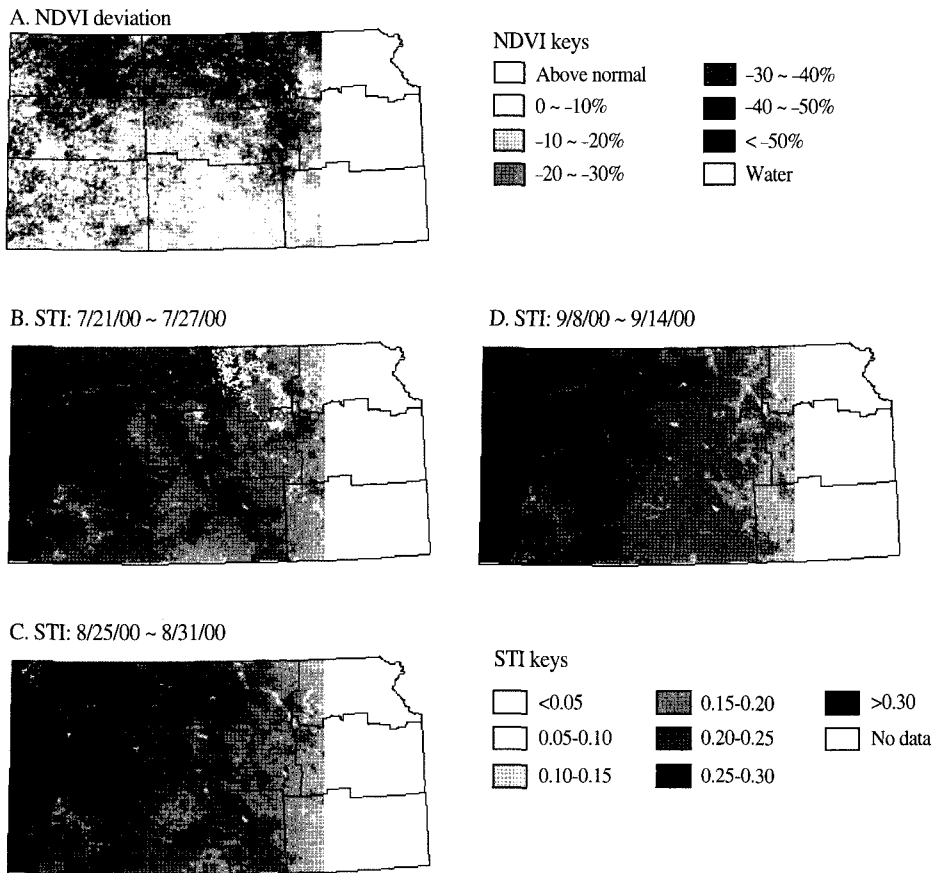 A. NDVI deviation
NDVI keys
Above normal
0 ~ -10%
-10 ~ -20%
-20 ~ -30%
-30 ~ -40%
-40 ~ -50%
< -50%
Water
B. STI: 7/21/00 ~ 7/27/00
D. STI: 9/8/00 ~ 9/14/00
C. STI: 8/25/00 ~ 8/31/00
STI keys
<0.05
0.05-0.10
0.10-0.15
0.15-0.20
0.20-0.25
0.25-0.30
>0.30
No data